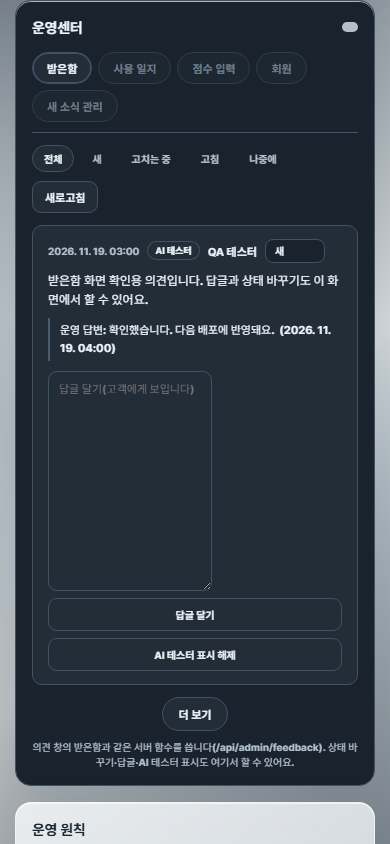 운영센터
받은함
사용 일지
점수 입력
회원
새 소식 관리
전체
새
고치는 중
고침
나중에
새로고침
2026. 11. 19. 03:00
AI 테스터
QA 테스터
새
받은함 화면 확인용 의견입니다. 답글과 상태 바꾸기도 이 화
면에서 할 수 있어요.
운영 답변: 확인했습니다. 다음 배포에 반영돼요. (2026. 11.
19. 04:00)
답글 달기(고객에게 보입니다)
답글 달기
AI 테스터 표시 해제
더 보기
의견 창의 받은함과 같은 서버 함수를 씁니다(/api/admin/feedback). 상태 바
꾸기·답글·AI 테스터 표시도 여기서 할 수 있어요.
운영 원칙